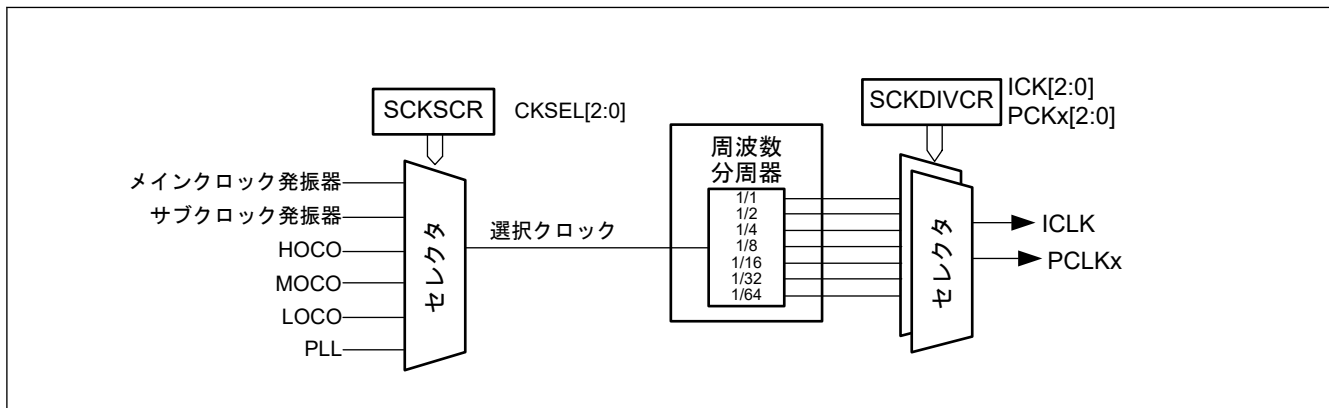 SCKSCR
CKSEL[2:0]
メインクロック発振器
サブクロック発振器
HOCO
MOCO
LOCO
PLL
セレクタ
選択クロック
周波数
分周器
1/1
1/2
1/4
1/8
1/16
1/32
1/64
SCKDIVCR
ICK[2:0]
PCKx[2:0]
セレクタ
ICLK
PCLKx